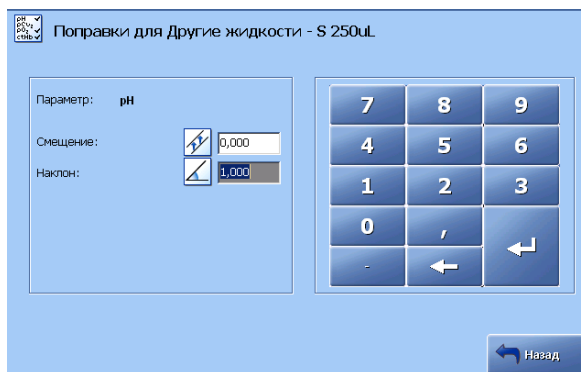 Поправки для Другие жидкости - S 250uL
Параметр: pH
Смещение: 0,000
Наклон: 1,000
7 8 9
4 5 6
1 2 3
0 ,
-
Назад